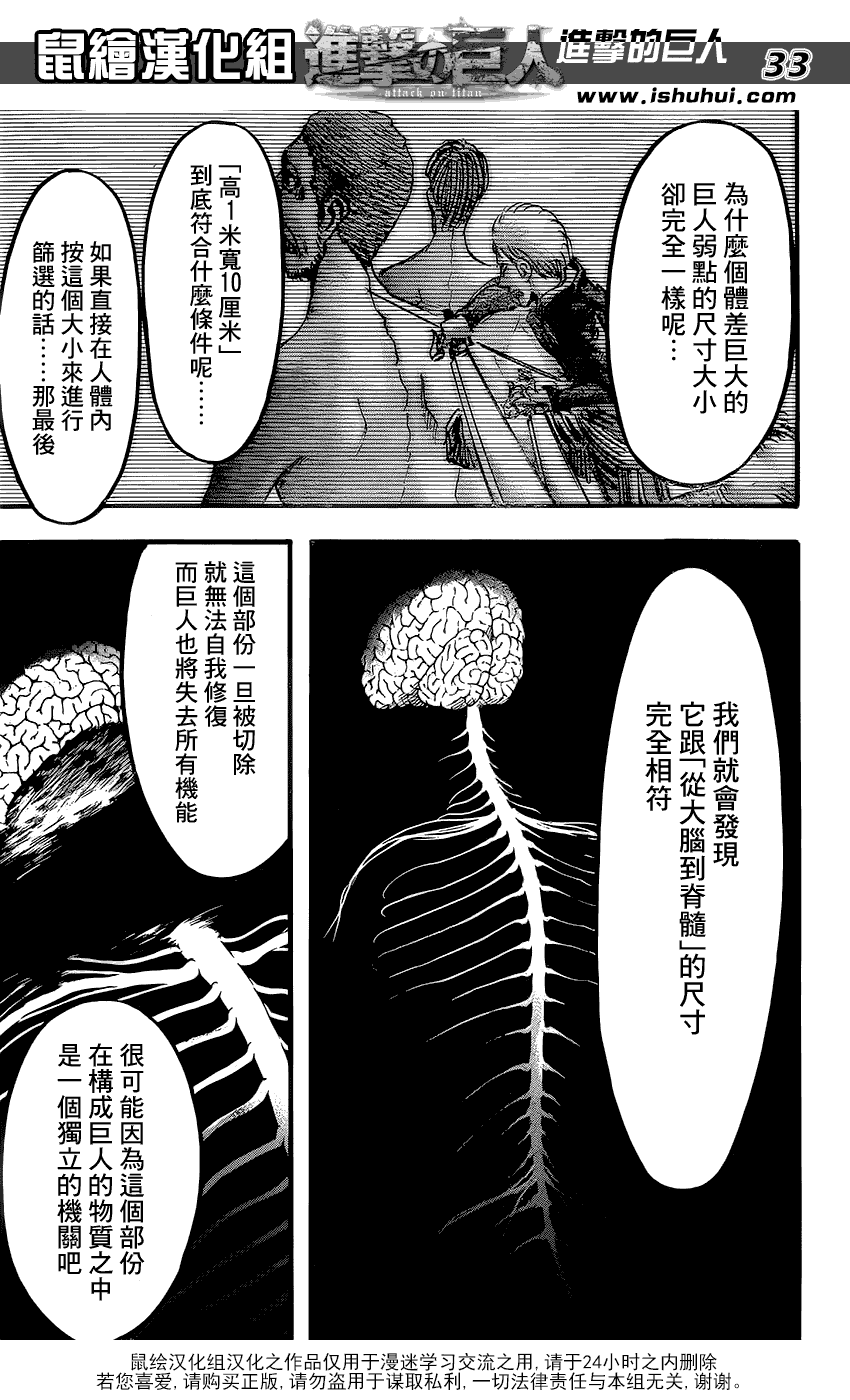 鼠繪漢化組
進撃の巨人
attack on titan
進擊的巨人
33
www.ishuhui.com
為什麼個體差巨大的
巨人弱點的尺寸大小
卻完全一樣呢…
「高1米寬10厘米」
到底符合什麼條件呢……
如果直接在人體內
按這個大小來進行
篩選的話……那最後
我們就會發現
它跟「從大腦到脊髓」的尺寸
完全相符
這個部份一旦被切除
就無法自我修復
而巨人也將失去所有機能
很可能因為這個部份
在構成巨人的物質之中
是一個獨立的機關吧
鼠绘汉化组汉化之作品仅用于漫迷学习交流之用, 请于24小时之内删除
若您喜爱, 请购买正版, 请勿用于谋取私利, 一切法律责任与本组无关, 谢谢。